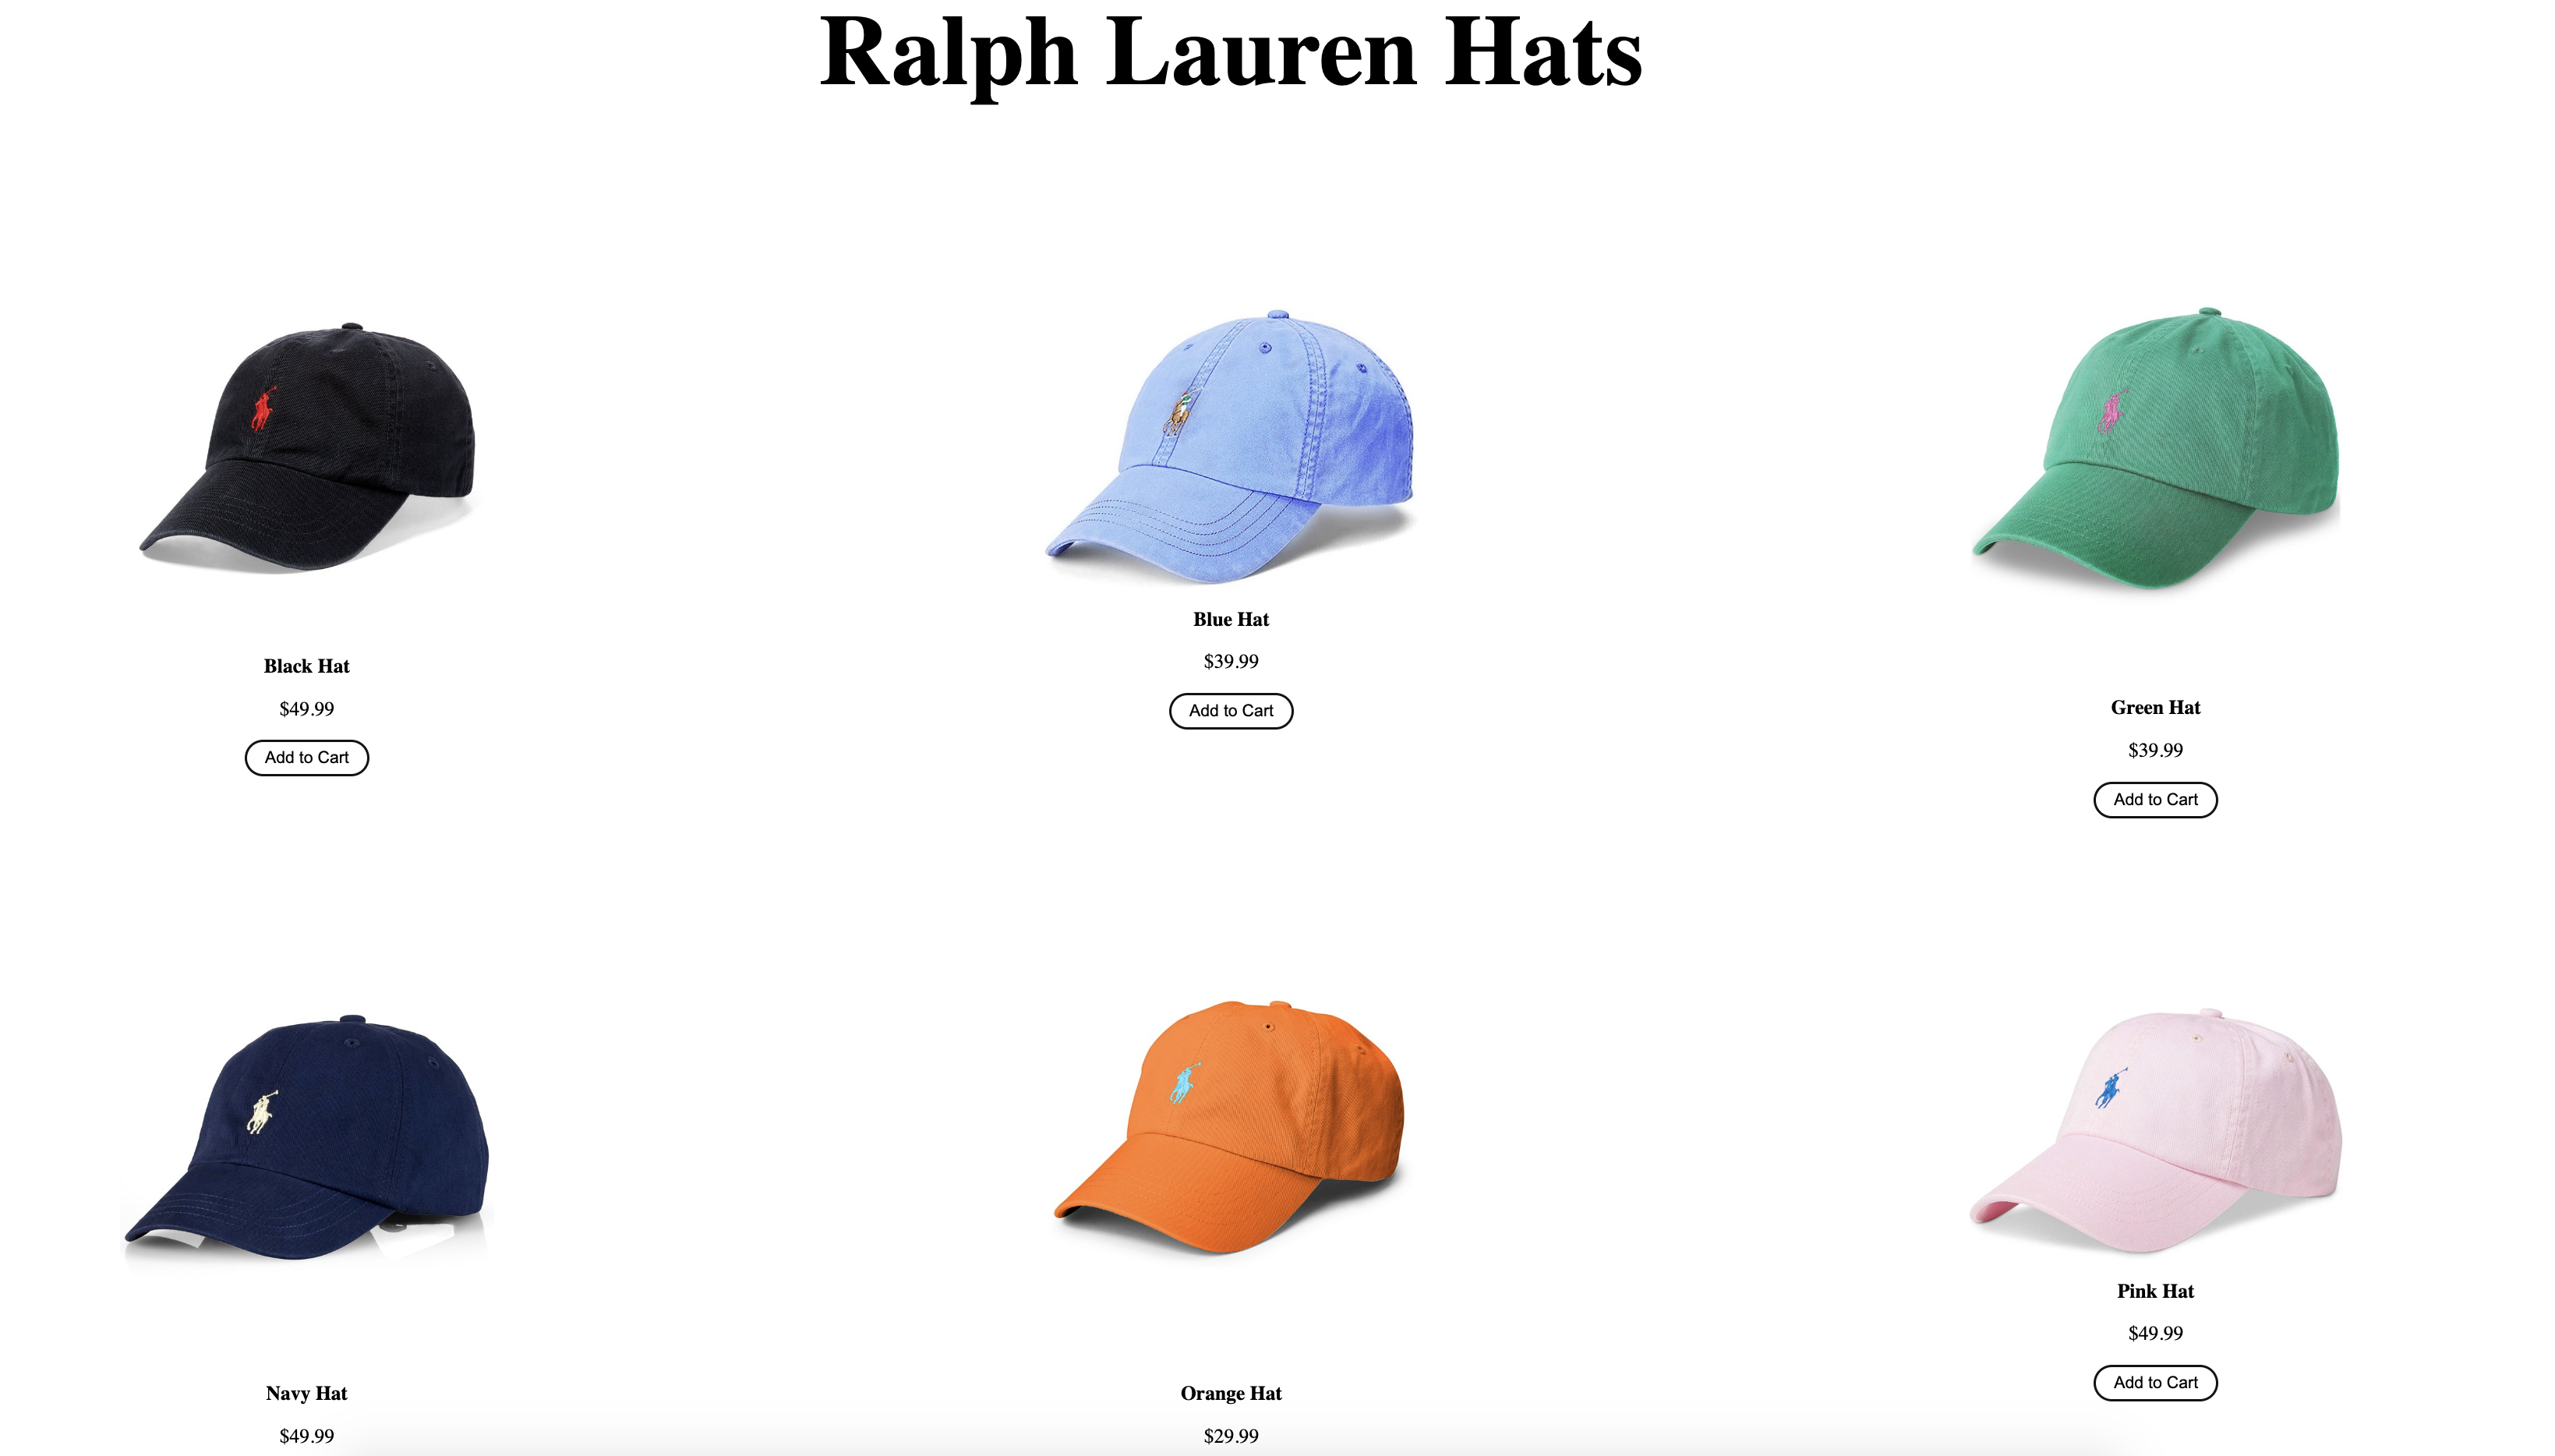 Ralph Lauren Hats
Black Hat
$49.99
Add to Cart
Blue Hat
$39.99
Add to Cart
Green Hat
$39.99
Add to Cart
Navy Hat
$49.99
Orange Hat
$29.99
Pink Hat
$49.99
Add to Cart